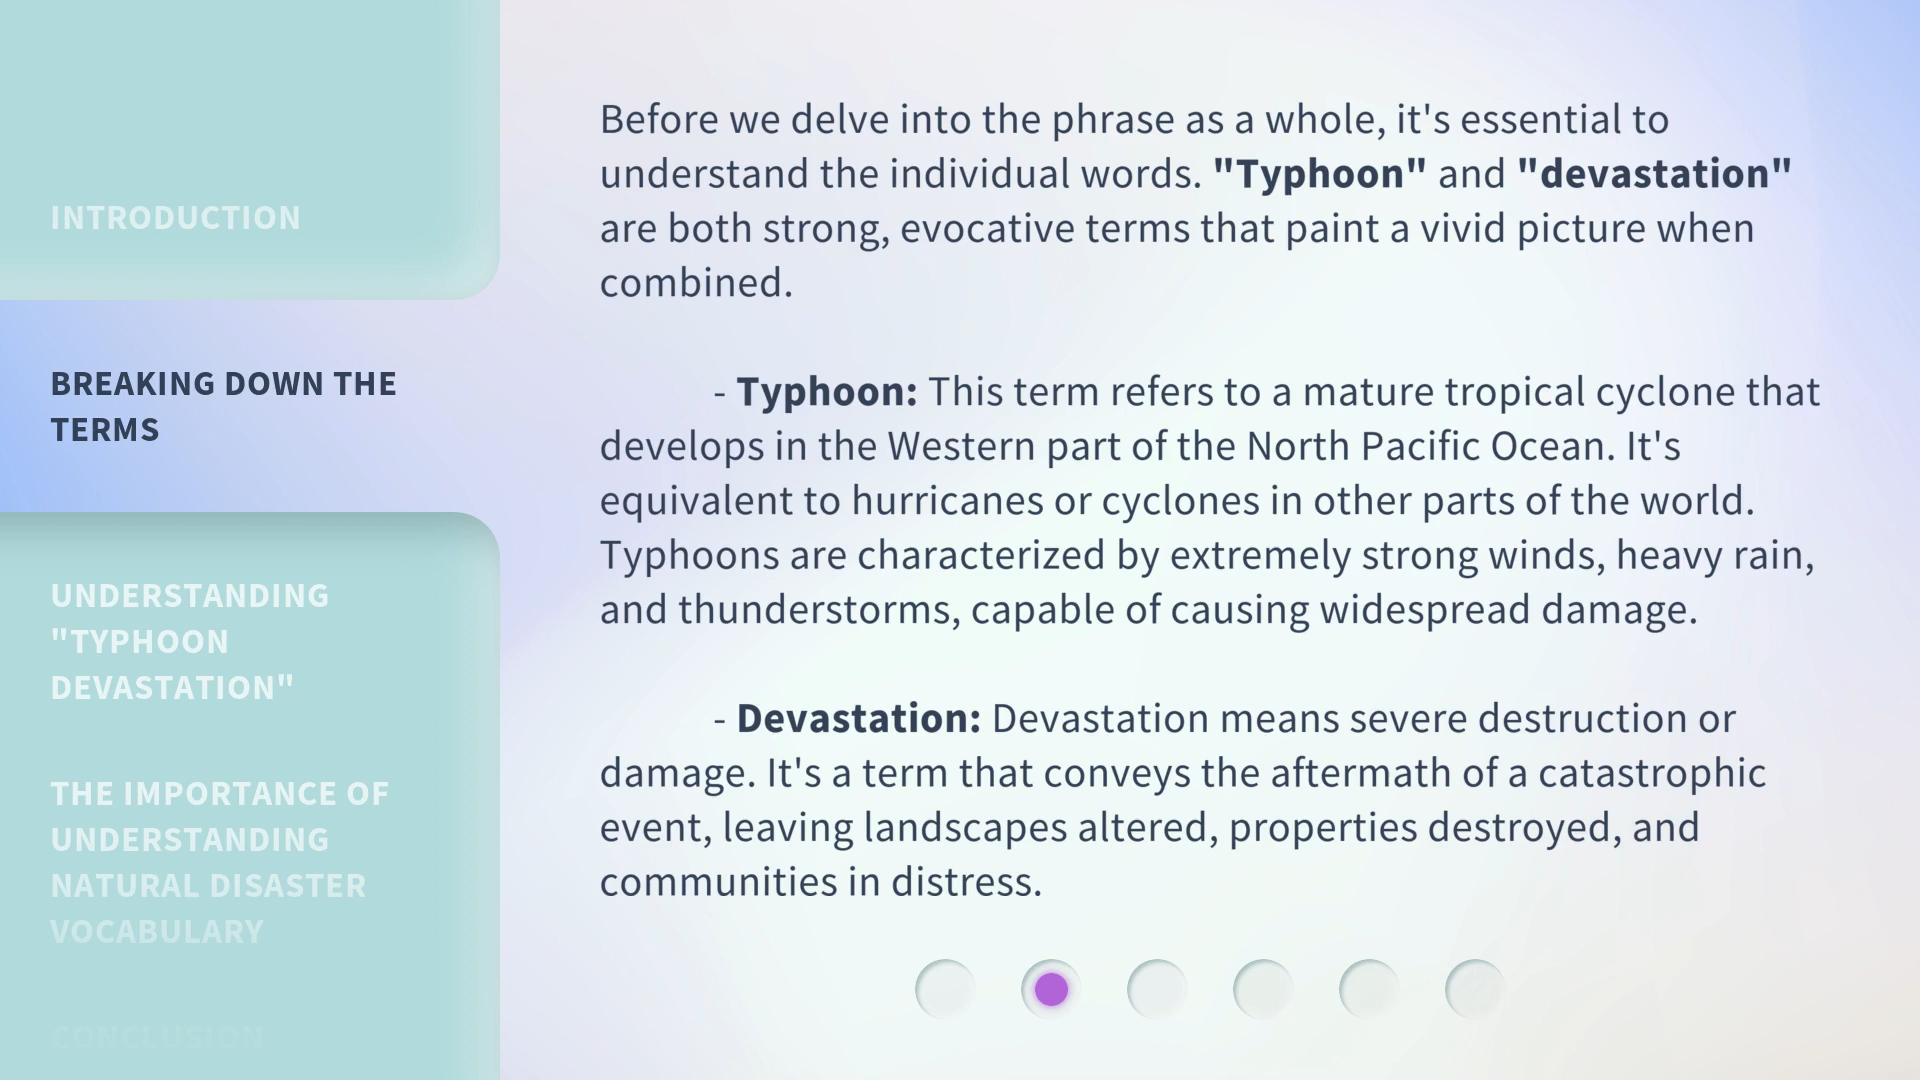 INTRODUCTION
BREAKING DOWN THE
TERMS
UNDERSTANDING
"TYPHOON
DEVASTATION"
THE IMPORTANCE OF
UNDERSTANDING
NATURAL DISASTER
VOCABULARY
CONCLUSION
Before we delve into the phrase as a whole, it's essential to
understand the individual words. "Typhoon" and "devastation"
are both strong, evocative terms that paint a vivid picture when
combined.
- Typhoon: This term refers to a mature tropical cyclone that
develops in the Western part of the North Pacific Ocean. It's
equivalent to hurricanes or cyclones in other parts of the world.
Typhoons are characterized by extremely strong winds, heavy rain,
and thunderstorms, capable of causing widespread damage.
- Devastation: Devastation means severe destruction or
damage. It's a term that conveys the aftermath of a catastrophic
event, leaving landscapes altered, properties destroyed, and
communities in distress.